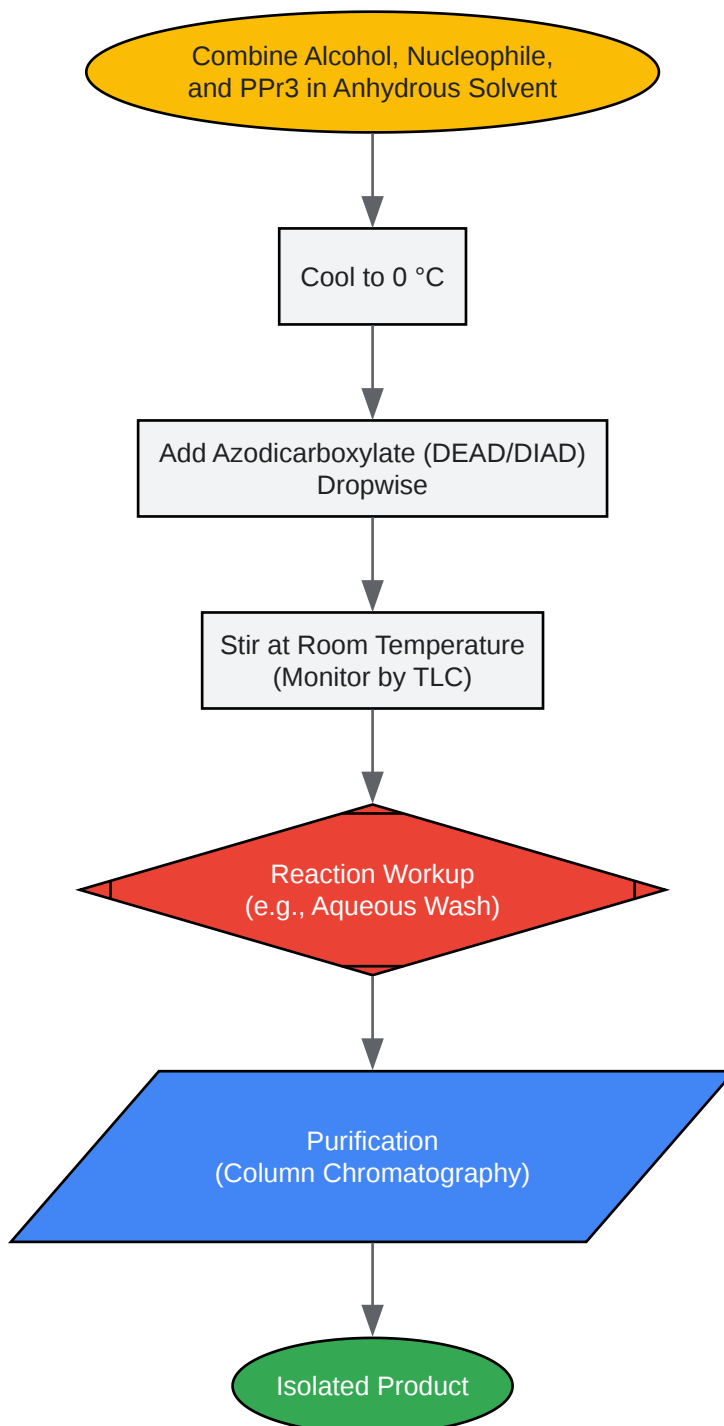 Combine Alcohol, Nucleophile,
and PPr3 in Anhydrous Solvent
Cool to 0 °C
Add Azodicarboxylate (DEAD/DIAD)
Dropwise
Stir at Room Temperature
(Monitor by TLC)
Reaction Workup
(e.g., Aqueous Wash)
Purification
(Column Chromatography)
Isolated Product